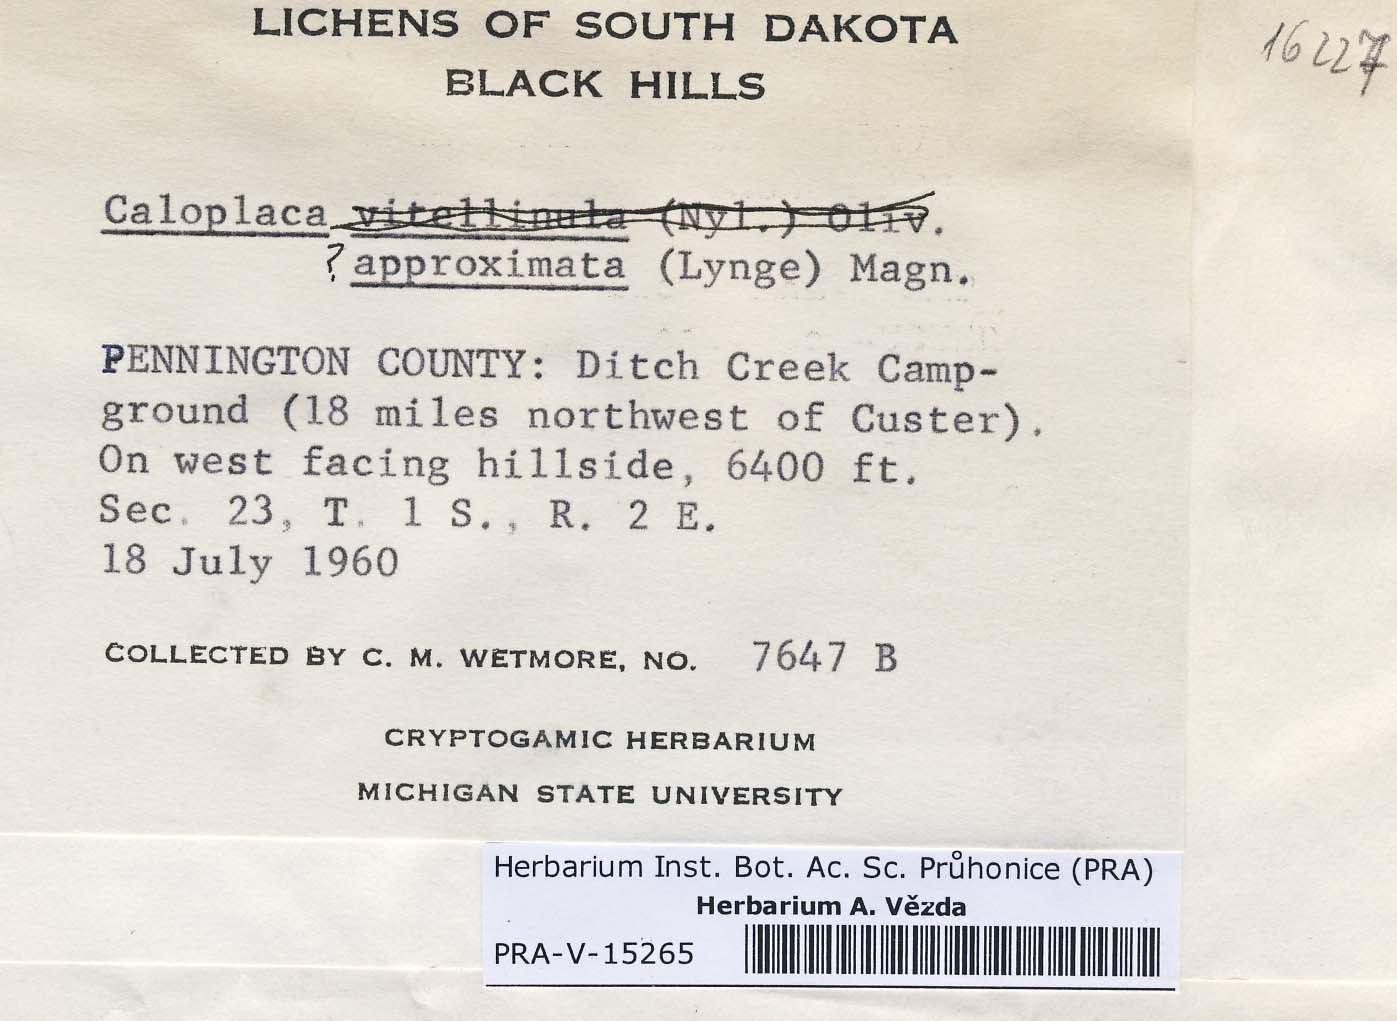 LICHENS OF SOUTH DAKOTA
BLACK HILLS
16227
Caloplaca vitellinula (Nyl.) Oliv.
? approximata (Lynge) Magn.
PENNINGTON COUNTY: Ditch Creek Camp-
ground (18 miles northwest of Custer).
On west facing hillside, 6400 ft.
Sec. 23, T. 1 S., R. 2 E.
18 July 1960
COLLECTED BY C. M. WETMORE, NO. 7647 B
CRYPTOGAMIC HERBARIUM
MICHIGAN STATE UNIVERSITY
Herbarium Inst. Bot. Ac. Sc. Průhonice (PRA)
Herbarium A. Vězda
PRA-V-15265